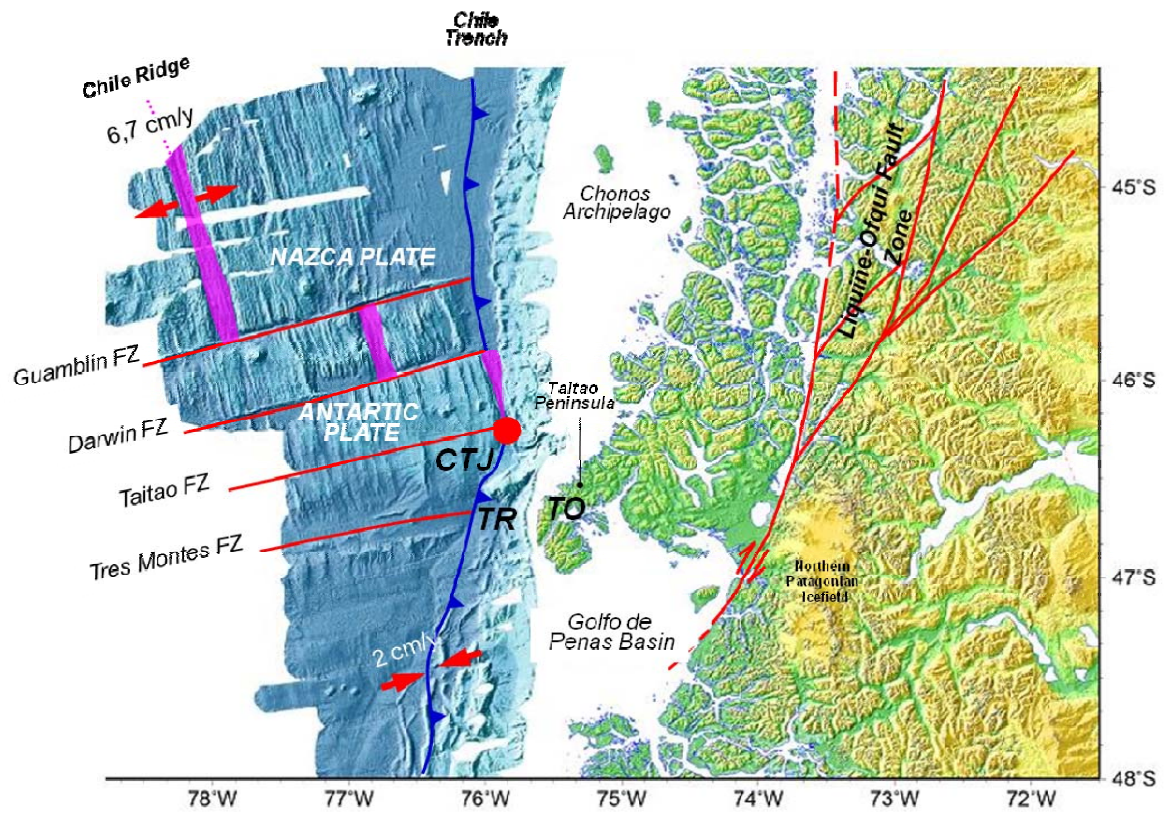 Chile
Trench
Chile Ridge
6,7 cm/y
Chonos
Archipelago
Liquiñe-Ofqui Fault
Zone
45°S
NAZCA PLATE
Guamblin FZ
46°S
Taitao
Peninsula
ANTARTIC
PLATE
Darwin FZ
CTJ
Taitao FZ
TR
TO
Tres Montes FZ
Northern
Patagonian
Icefield
47°S
Golfo de
Penas Basin
2 cm/y
48°S
78°W
77°W
76°W
75°W
74°W
73°W
72°W